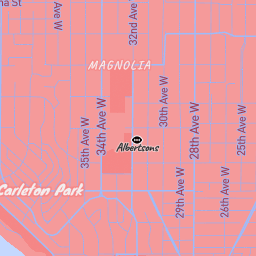 na St
32nd Ave W
Ave W
MAGNOLIA
30th Ave W
34th Ave W
28th Ave W
25th Ave W
35th Ave W
Albertsons
Carleton Park
32nd Ave W
29th Ave W
26th Ave W